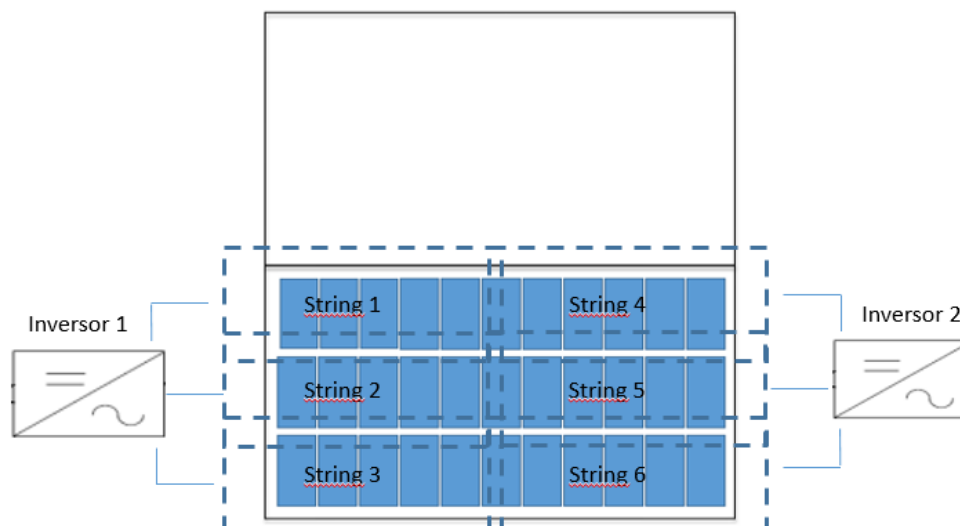 String 1
String 4
Inversor 1
Inversor 2
String 2
String 5
String 3
String 6